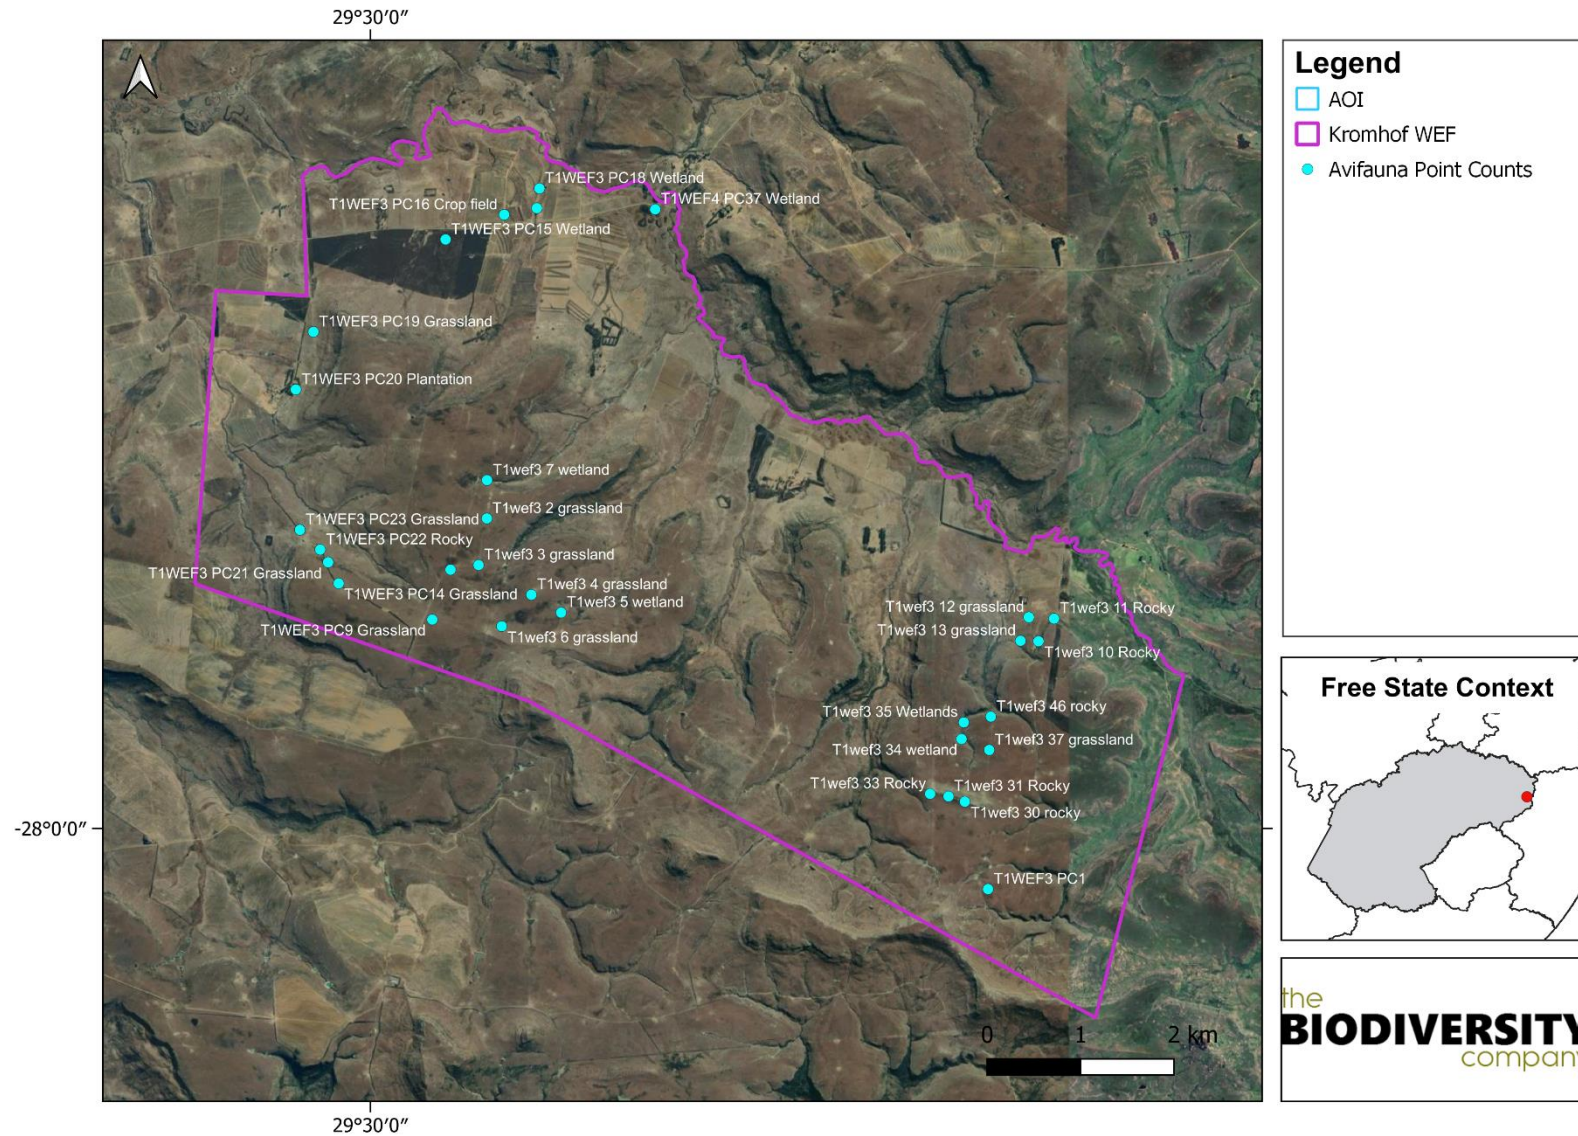 29°30′0″
T1WEF3 PC18 Wetland
T1WEF3 PC16 Crop field
T1WEF4 PC37 Wetland
T1WEF3 PC15 Wetland
T1WEF3 PC19 Grassland
T1WEF3 PC20 Plantation
T1wef3 7 wetland
T1wef3 2 grassland
T1WEF3 PC23 Grassland
T1WEF3 PC22 Rocky
T1wef3 3 grassland
T1WEF3 PC21 Grassland
T1wef3 4 grassland
T1WEF3 PC14 Grassland
T1wef3 5 wetland
T1WEF3 PC9 Grassland
T1wef3 6 grassland
T1wef3 12 grassland
T1wef3 11 Rocky
T1wef3 13 grassland
T1wef3 10 Rocky
T1wef3 35 Wetlands
T1wef3 46 rocky
T1wef3 34 wetland
T1wef3 37 grassland
T1wef3 33 Rocky
T1wef3 31 Rocky
T1wef3 30 rocky
-28°0′0″
T1WEF3 PC1
0 1 2 km
29°30′0″
Legend
AOI
Kromhof WEF
Avifauna Point Counts
Free State Context
the
BIODIVERSITY
company